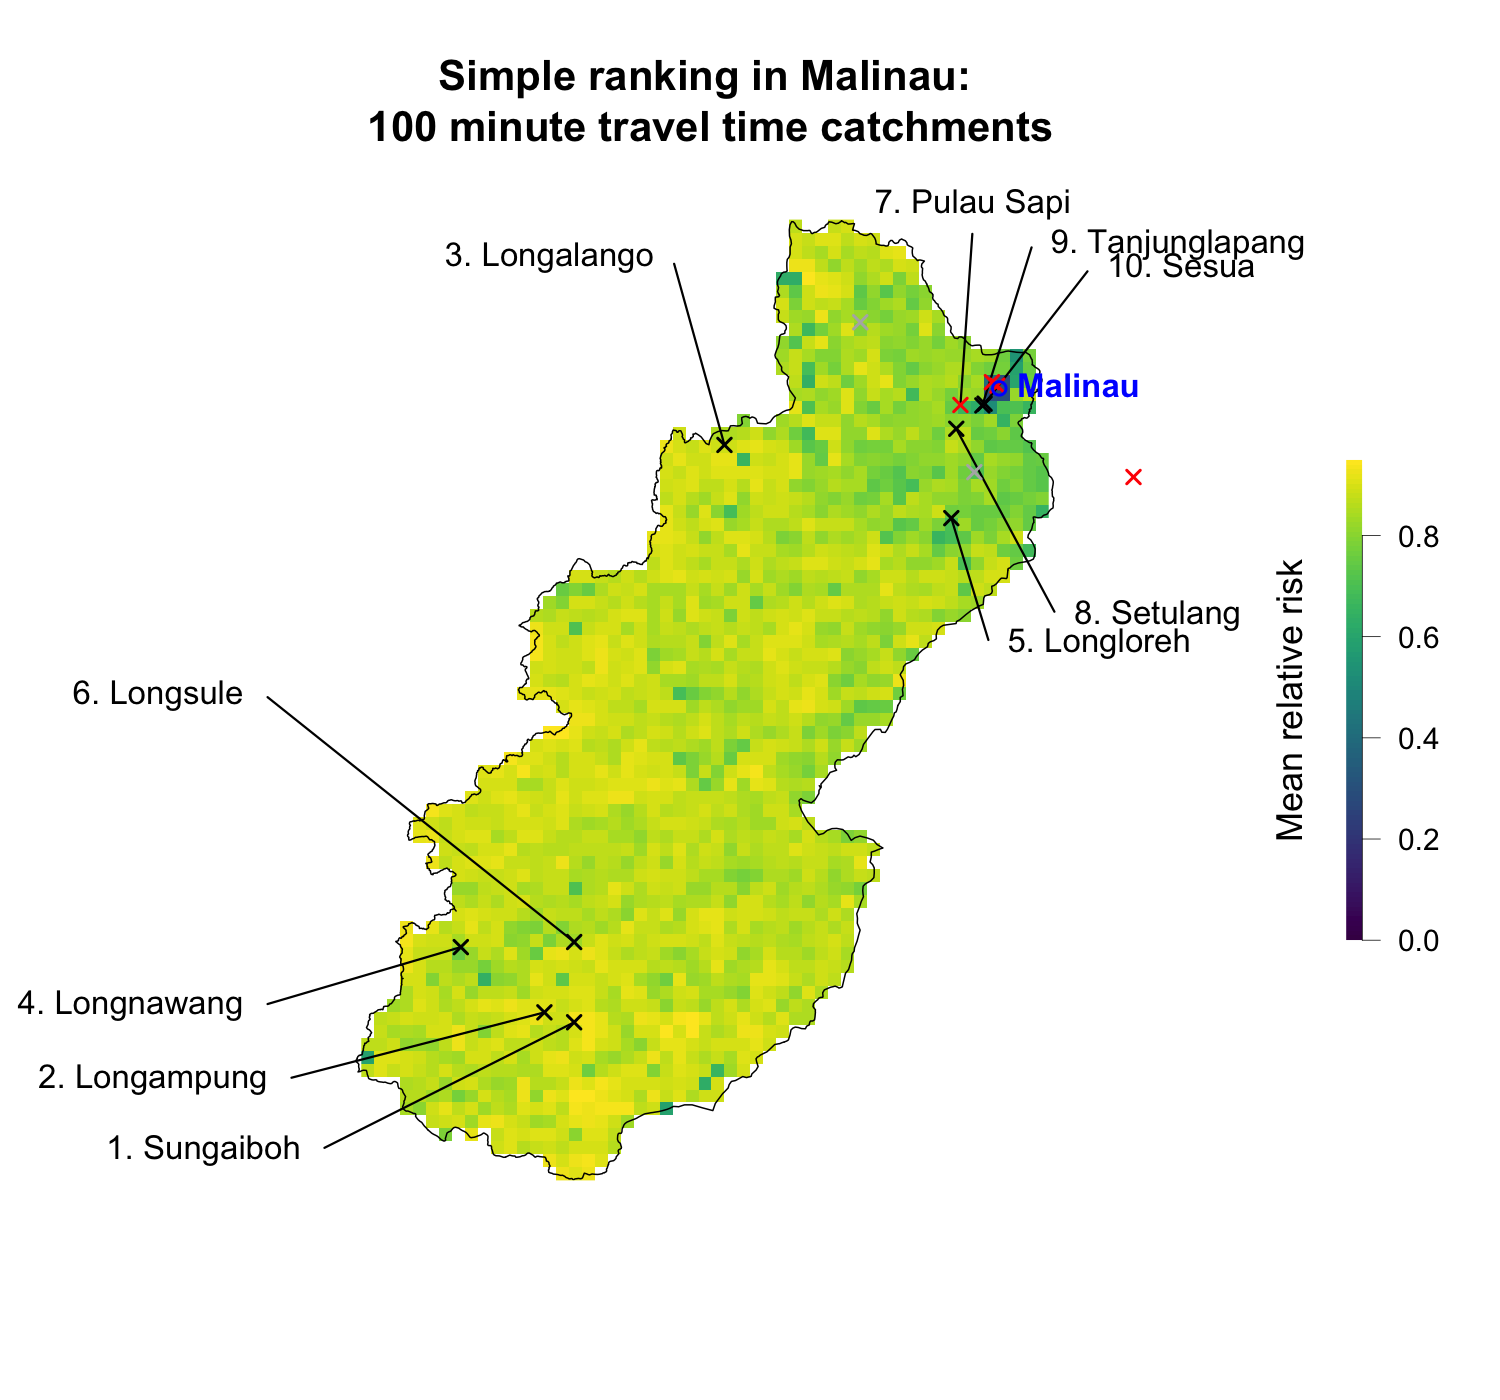 Simple ranking in Malinau:
100 minute travel time catchments
7. Pulau Sapi
9. Tanjunglapang
3. Longalango
10. Sesua
Malinau
0.8
8. Setulang
5. Longloreh
0.6
6. Longsule
Mean relative risk
0.4
0.2
0.0
4. Longnawang
2. Longampung
1. Sungaiboh